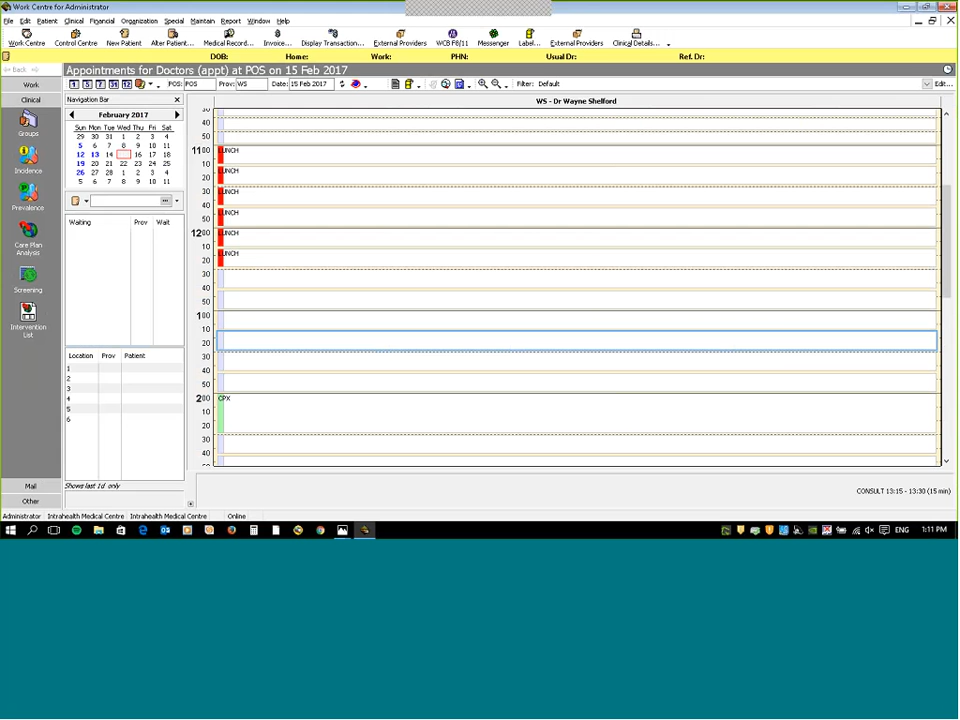 Work Centre for Administrator
File Edit Patient Clinical Financial Organization Special Maintain Report Window Help
Work Centre Control Centre New Patient Alter Patient... Medical Record... Invoice... Display Transaction... External Providers WCB F8/11 Messenger Label... External Providers Clinical Details...
DOB: Home: Work: PHN: Usual Dr: Ref. Dr:
Back
Appointments for Doctors (appt) at POS on 15 Feb 2017
Work
1 5 7 31 12 POS: POS Prov: WS Date: 15 Feb 2017 Filter: Default Edit...
Clinical
Navigation Bar
WS - Dr Wayne Shelford
February 2017
Sun Mon Tue Wed Thu Fri Sat
29 30 31 1 2 3 4
5 6 7 8 9 10 11
12 13 14 16 17 18
19 20 21 22 23 24 25
26 27 28 1 2 3 4
5 6 7 8 9 10 11
Groups
Incidence
Prevalence
Care Plan
Analysis
Screening
Intervention
List
Waiting Prov Wait
Location Prov Patient
1
2
3
4
5
6
Shows last 1d only
30
40
50
1100 LUNCH
10
20 LUNCH
30 LUNCH
40
50 LUNCH
1200 LUNCH
10
20 LUNCH
30
40
50
100
10
20
30
40
50
200 CPX
10
20
30
40
50
Mail
Other
CONSULT 13:15 - 13:30 (15 min)
Administrator Intrahealth Medical Centre Intrahealth Medical Centre Online
ENG 1:11 PM